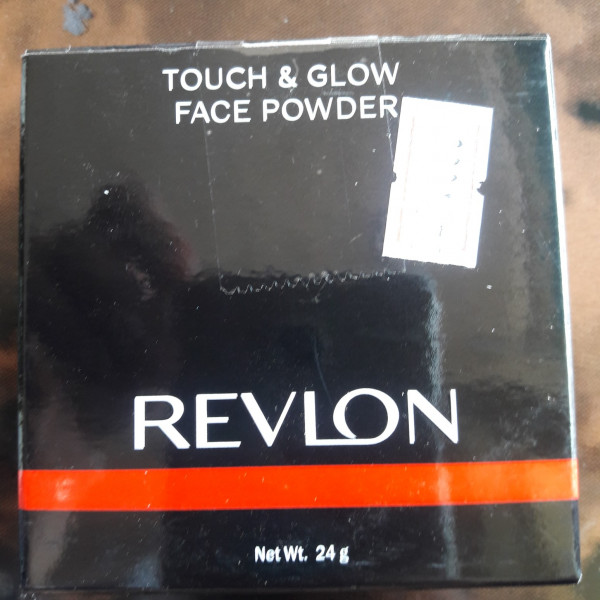 TOUCH & GLOW
FACE POWDER
REVLON
Net Wt. 24 g